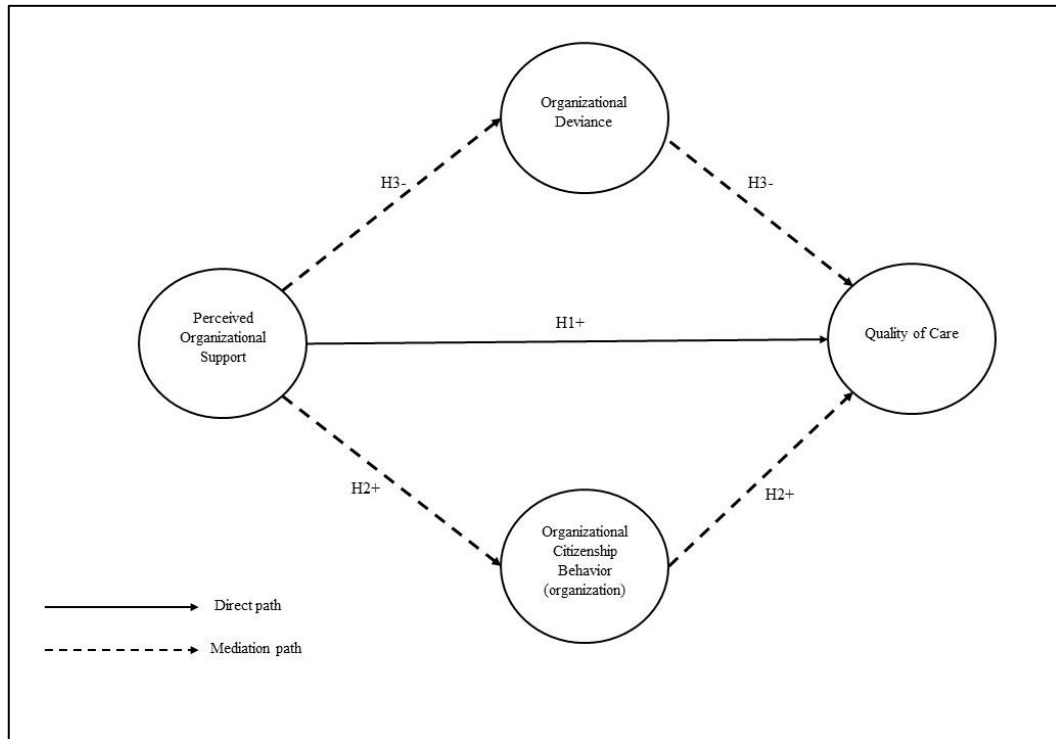 Organizational
Deviance
H3-
H3-
Perceived
Organizational
Support
H1+
Quality of Care
H2+
H2+
Organizational
Citizenship
Behavior
(organization)
Direct path
Mediation path